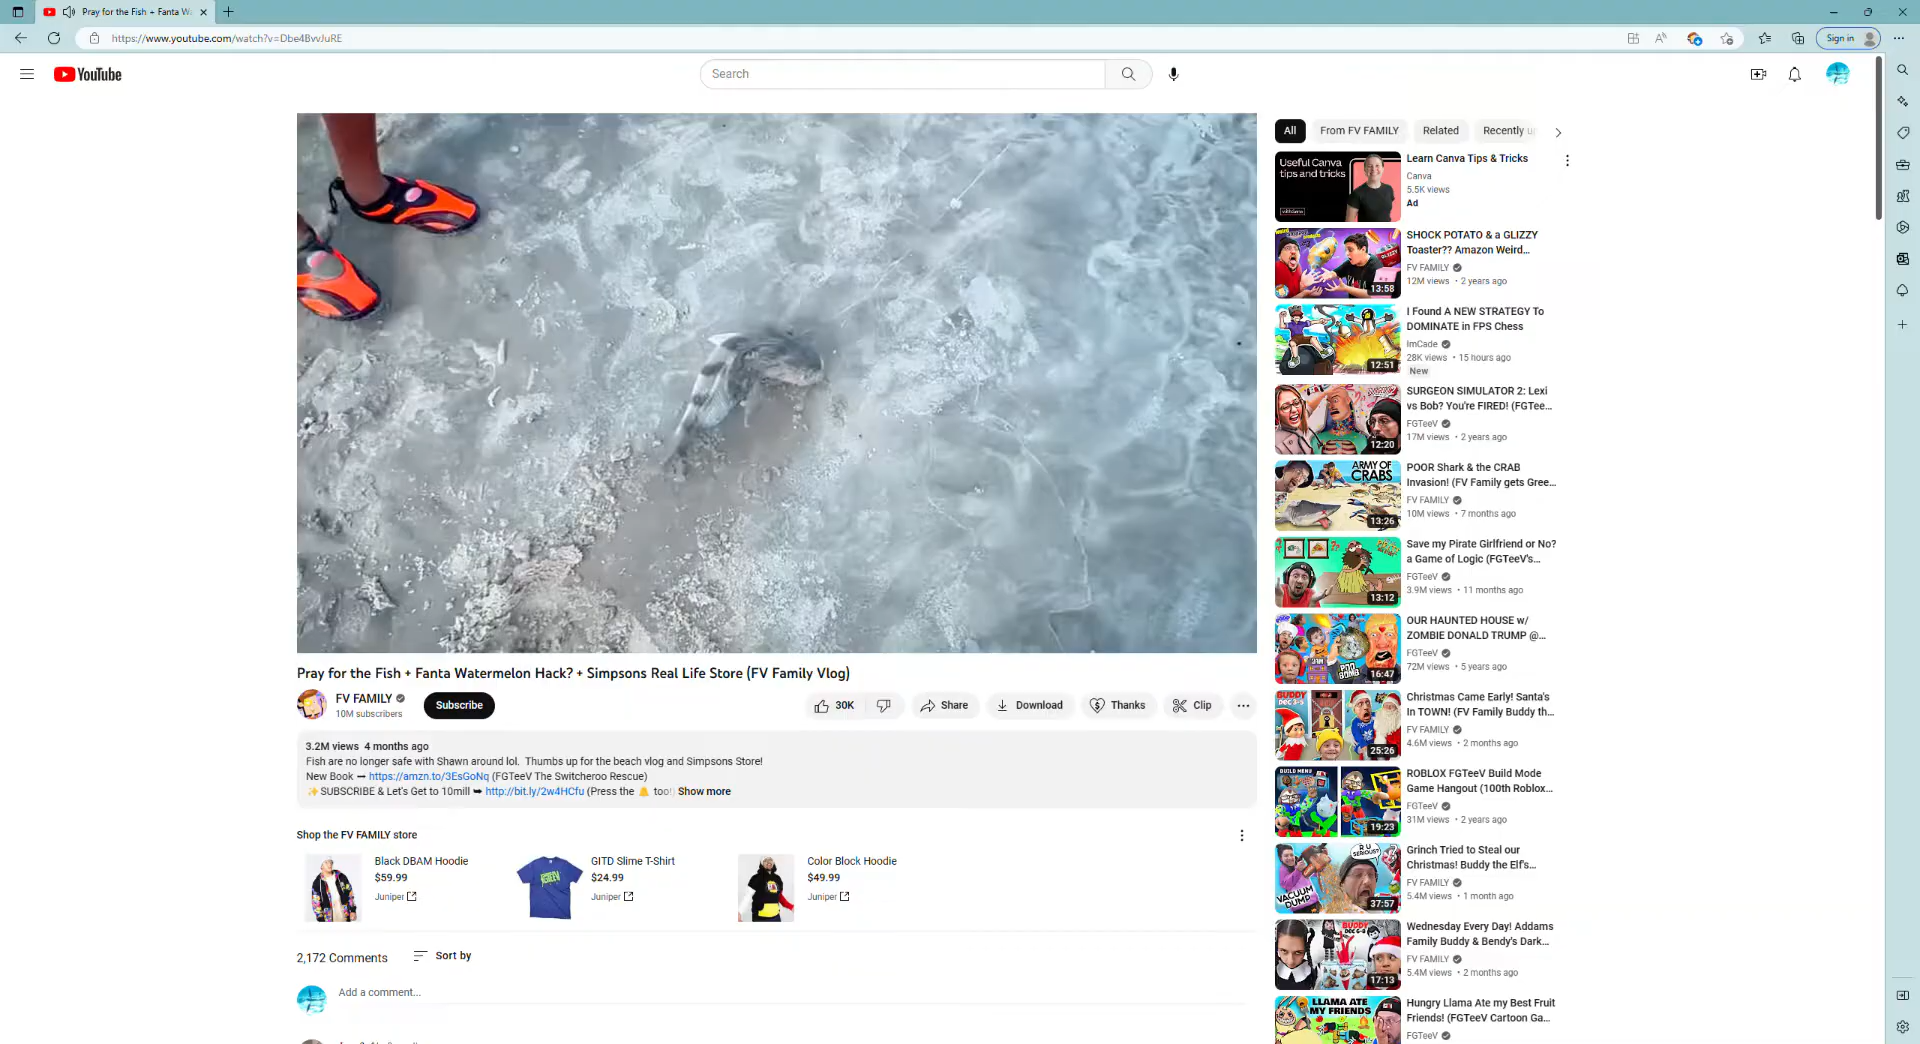 Pray for the Fish + Fanta Wa
https://www.youtube.com/watch?v=Dbe4BvvJuRE
Sign in
YouTube
Search
All
From FV FAMILY
Related
Recently u
Useful Canva
tips and tricks
Learn Canva Tips & Tricks
Canva
5.5K views
Ad
SHOCK POTATO & a GLIZZY
Toaster?? Amazon Weird...
FV FAMILY
12M views • 2 years ago
13:58
I Found A NEW STRATEGY To
DOMINATE in FPS Chess
ImCade
28K views • 15 hours ago
New
12:51
SURGEON SIMULATOR 2: Lexi
vs Bob? You're FIRED! (FGTee...
FGTeeV
17M views • 2 years ago
12:20
ARMY OF
CRABS
POOR Shark & the CRAB
Invasion! (FV Family gets Gree...
FV FAMILY
10M views • 7 months ago
13:26
Save my Pirate Girlfriend or No?
a Game of Logic (FGTeeV's...
FGTeeV
3.9M views • 11 months ago
13:12
OUR HAUNTED HOUSE w/
ZOMBIE DONALD TRUMP @...
FGTeeV
72M views • 5 years ago
16:47
BUDDY
Christmas Came Early! Santa's
In TOWN! (FV Family Buddy th...
FV FAMILY
4.6M views • 2 months ago
25:26
BUILD MENU
ROBLOX FGTeeV Build Mode
Game Hangout (100th Roblox...
FGTeeV
31M views • 2 years ago
19:23
R U
SERIOUS?
VACUUM
DUMP
Grinch Tried to Steal our
Christmas! Buddy the Elf's...
FV FAMILY
5.4M views • 1 month ago
37:57
BUDDY
Wednesday Every Day! Addams
Family Buddy & Bendy's Dark...
FV FAMILY
5.4M views • 2 months ago
17:13
LLAMA ATE
MY FRIENDS
Hungry Llama Ate my Best Fruit
Friends! (FGTeeV Cartoon Ga...
FGTeeV
Pray for the Fish + Fanta Watermelon Hack? + Simpsons Real Life Store (FV Family Vlog)
FV FAMILY
10M subscribers
Subscribe
30K
Share
Download
Thanks
Clip
3.2M views 4 months ago
Fish are no longer safe with Shawn around lol. Thumbs up for the beach vlog and Simpsons Store!
New Book ➞ https://amzn.to/3EsGoNq (FGTeeV The Switcheroo Rescue)
✨SUBSCRIBE & Let's Get to 10mill ➥ http://bit.ly/2w4HCfu (Press the 🔔 too!) Show more
Shop the FV FAMILY store
Black DBAM Hoodie
$59.99
Juniper
GITD Slime T-Shirt
$24.99
Juniper
Color Block Hoodie
$49.99
Juniper
2,172 Comments
Sort by
Add a comment...